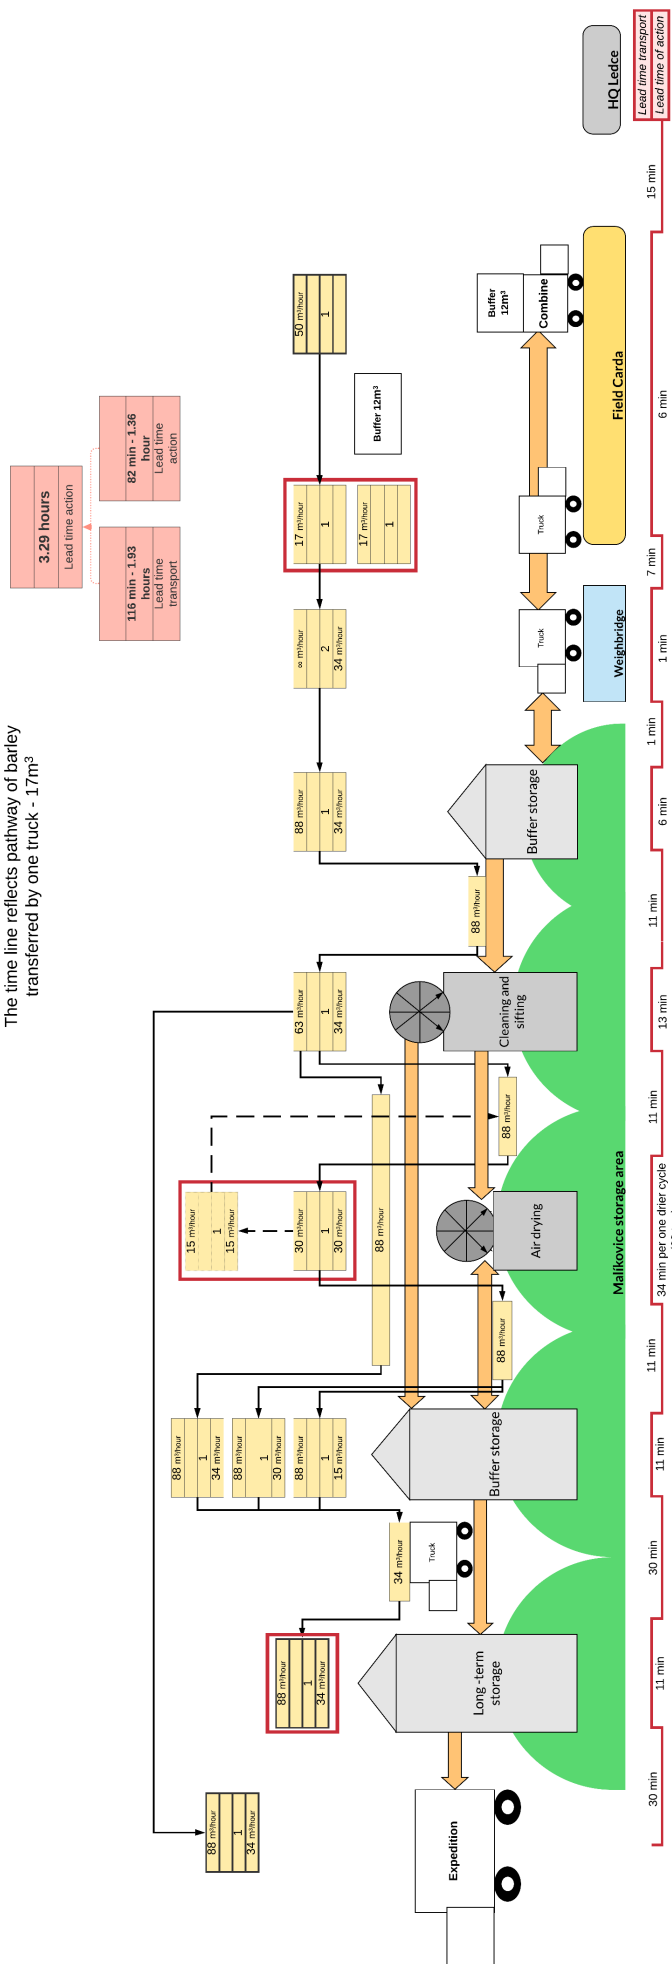 The time line reflects pathway of barley
transferred by one truck - 17m³
3.29 hours
Lead time action
116 min - 1.93
hours
Lead time
transport
82 min - 1.36
hour
Lead time
action
88 m³/hour
1
34 m³/hour
88 m³/hour
1
34 m³/hour
88 m³/hour
1
34 m³/hour
88 m³/hour
1
30 m³/hour
88 m³/hour
1
15 m³/hour
34 m³/hour
Truck
88 m³/hour
88 m³/hour
15 m³/hour
1
15 m³/hour
30 m³/hour
1
30 m³/hour
88 m³/hour
63 m³/hour
1
34 m³/hour
88 m³/hour
88 m³/hour
1
34 m³/hour
∞ m³/hour
2
34 m³/hour
17 m³/hour
1
17 m³/hour
1
Buffer 12m³
50 m³/hour
1
Expedition
Long -term
storage
Buffer storage
Air drying
Cleaning and
sifting
Buffer storage
Truck
Truck
Buffer
12m³
Combine
Malikovice storage area
Weighbridge
Field Carda
HQ Ledce
30 min
11 min
30 min
11 min
11 min
34 min per one drier cycle
11 min
13 min
11 min
6 min
1 min
1 min
7 min
6 min
15 min
Lead time transport
Lead time of action